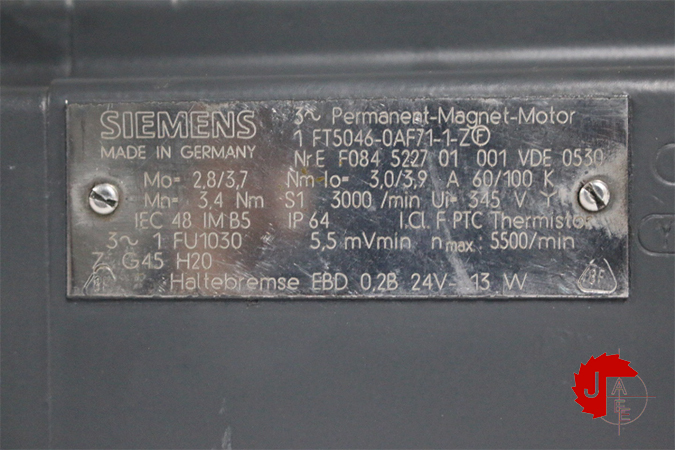 3~ Permanent-Magnet-Motor
SIEMENS
1 FT5046-0AF71-1-Z
MADE IN GERMANY
Nr E F084 5227 01 001 VDE 0530
Mo= 2,8/3,7 Nm Io= 3,0/3,9 A 60/100 K
Mn= 3,4 Nm S1 3000 /min Ui= 345 V Y
IEC 48 IM B5 IP 64 I.Cl. F PTC Thermistor
3~ 1 FU1030 5,5 mVmin n max: 5500/min
Z: G45 H20
Haltebremse EBD 0,2B 24V- 13 W